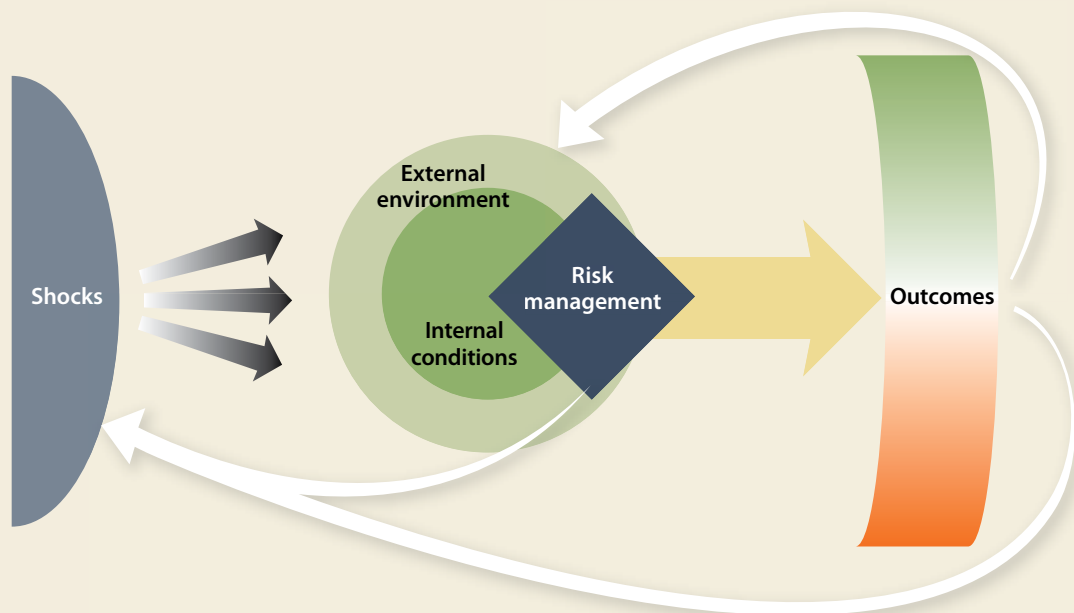 Shocks
External
environment
Internal
conditions
Risk
management
Outcomes